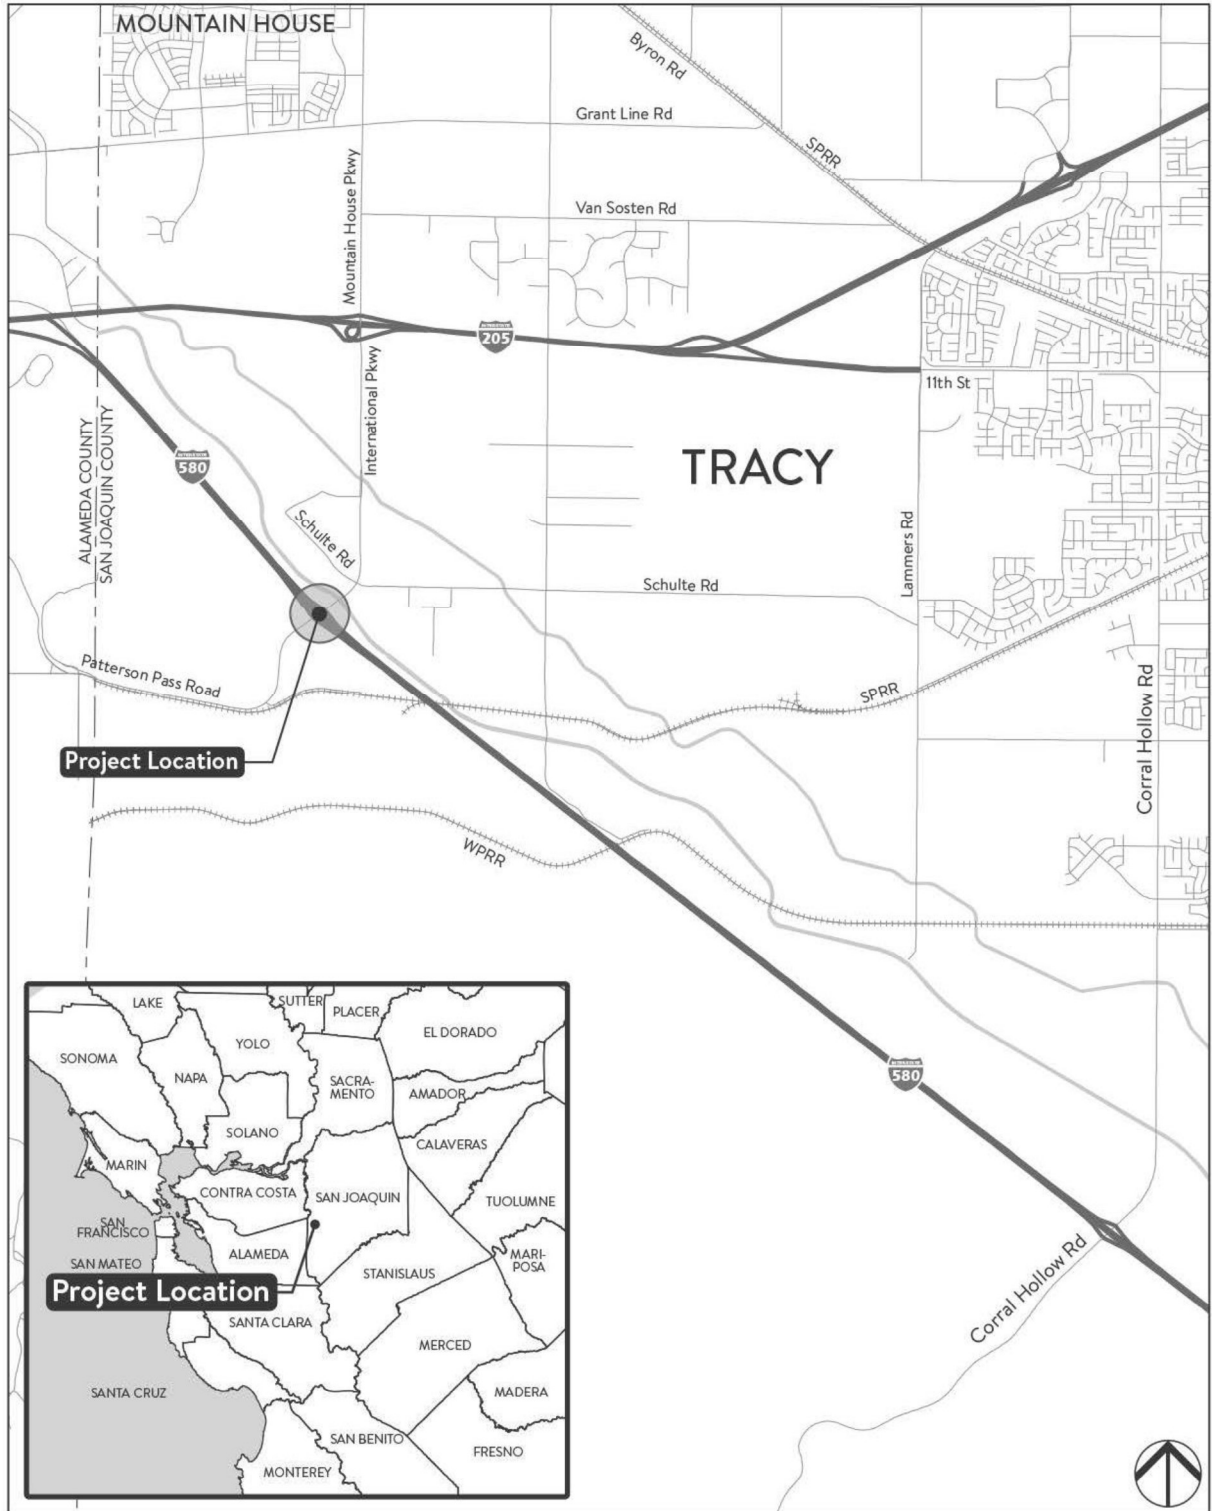 MOUNTAIN HOUSE
Byron Rd
Grant Line Rd
SPRR
Mountain House Pkwy
Van Sosten Rd
205
International Pkwy
11th St
ALAMEDA COUNTY
SAN JOAQUIN COUNTY
580
TRACY
Schulte Rd
Lammers Rd
Schulte Rd
Patterson Pass Road
SPRR
Corral Hollow Rd
Project Location
WPRR
580
Corral Hollow Rd
LAKE
SUTTER
PLACER
EL DORADO
YOLO
SONOMA
NAPA
SACRA-
MENTO
AMADOR
SOLANO
CALAVERAS
MARIN
CONTRA COSTA
SAN JOAQUIN
TUOLUMNE
SAN
FRANCISCO
ALAMEDA
MARI-
POSA
SAN MATEO
STANISLAUS
Project Location
SANTA CLARA
MERCED
SANTA CRUZ
MADERA
SAN BENITO
FRESNO
MONTEREY